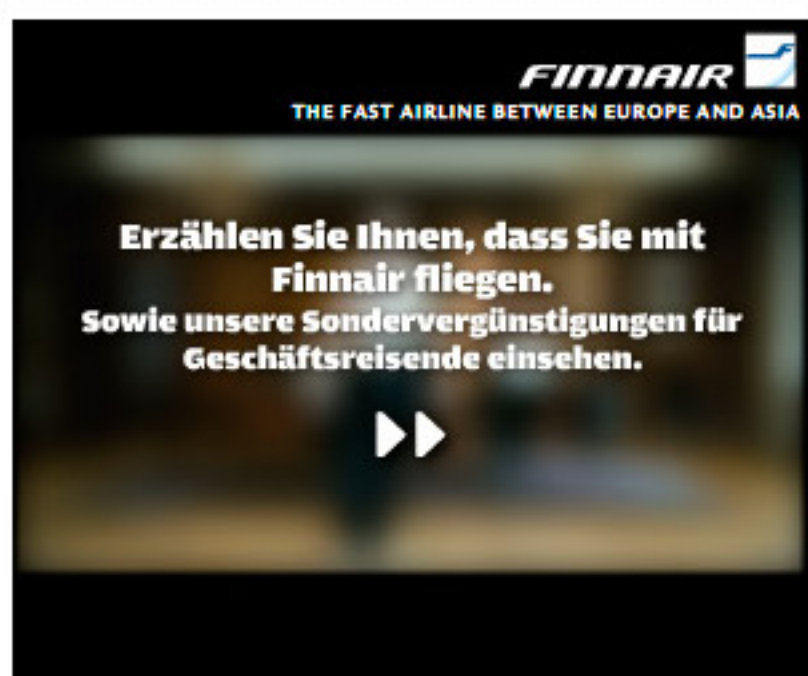 FINNAIR
THE FAST AIRLINE BETWEEN EUROPE AND ASIA
Erzählen Sie Ihnen, dass Sie mit
Finnair fliegen.
Sowie unsere Sondervergünstigungen für
Geschäftsreisende einsehen.